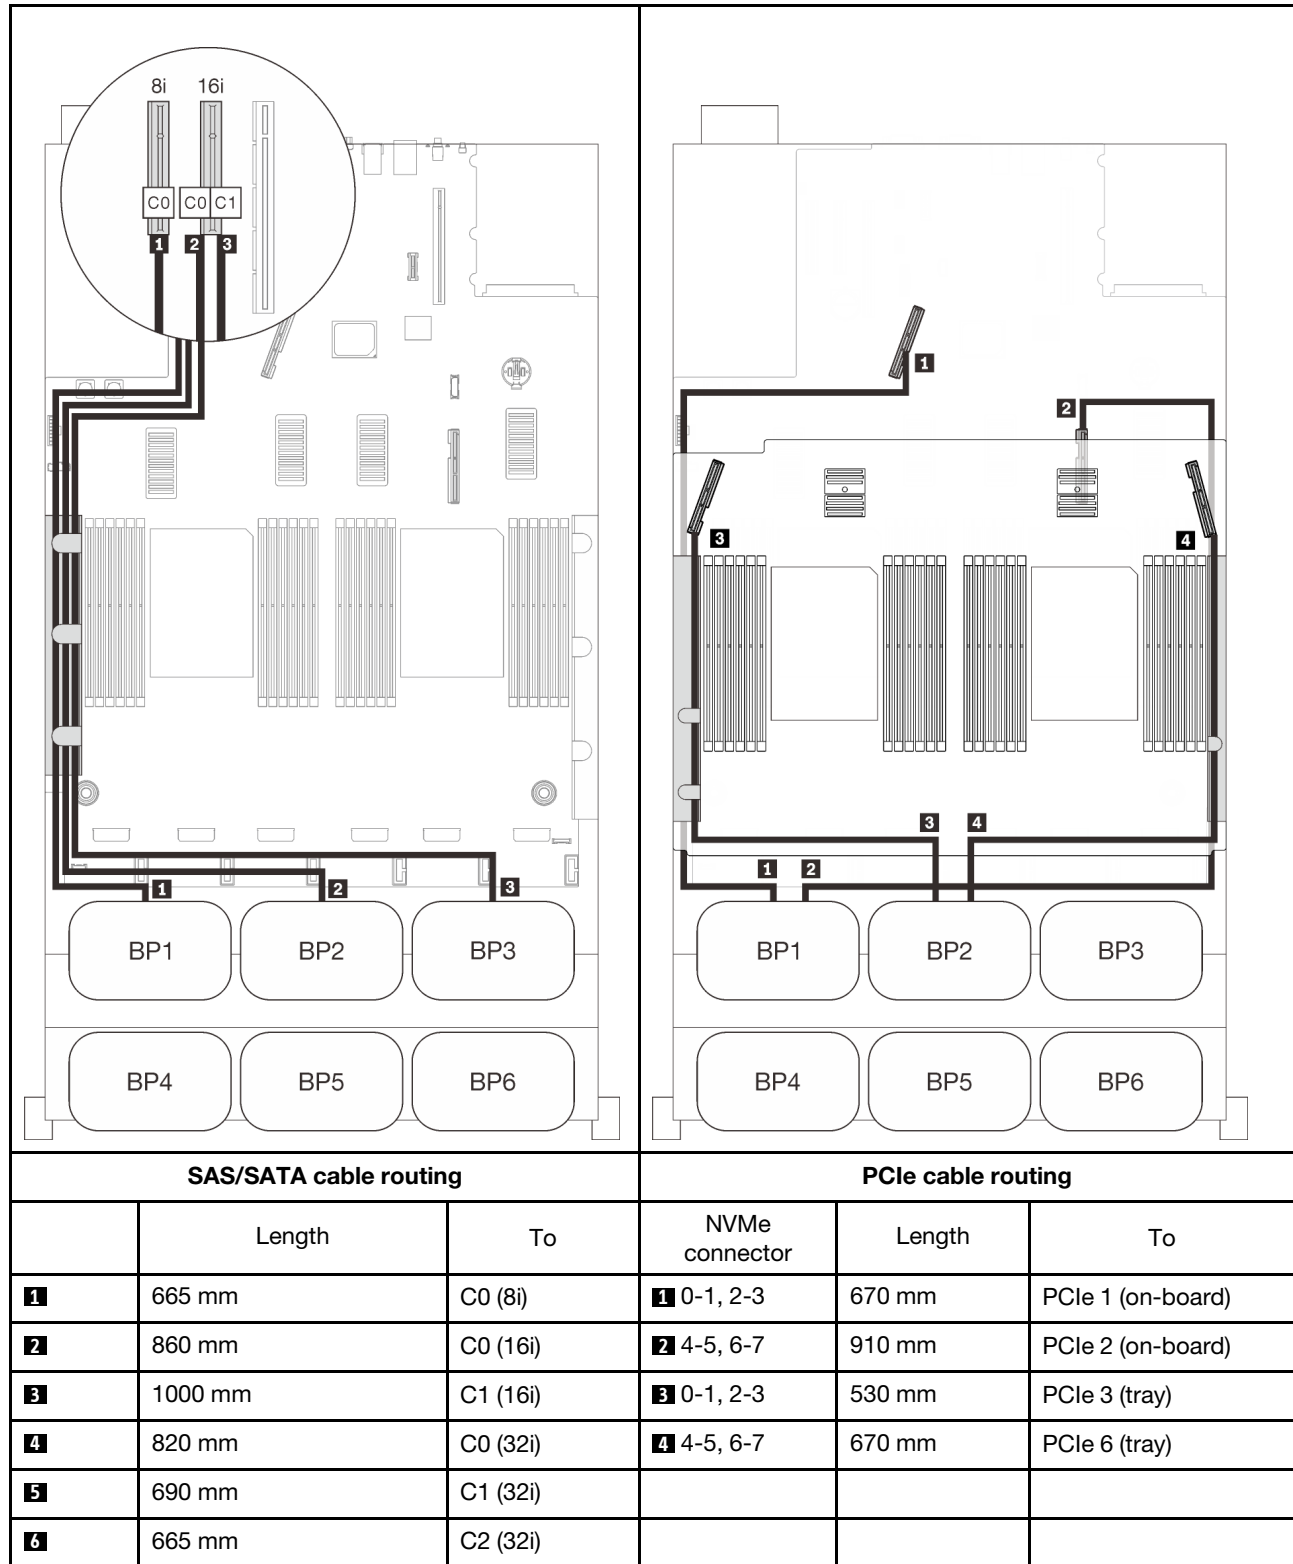 8i 16i
C0 C0 C1
1 2 3
1 2 3
BP1 BP2 BP3
BP4 BP5 BP6
1
2
3 4
3 4
1 2
BP1 BP2 BP3
BP4 BP5 BP6
SAS/SATA cable routing PCIe cable routing
Length To NVMe connector Length To
1 665 mm C0 (8i) 1 0-1, 2-3 670 mm PCIe 1 (on-board)
2 860 mm C0 (16i) 2 4-5, 6-7 910 mm PCIe 2 (on-board)
3 1000 mm C1 (16i) 3 0-1, 2-3 530 mm PCIe 3 (tray)
4 820 mm C0 (32i) 4 4-5, 6-7 670 mm PCIe 6 (tray)
5 690 mm C1 (32i)
6 665 mm C2 (32i)